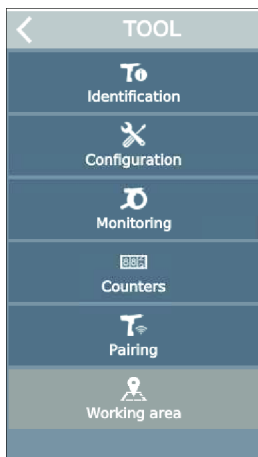 TOOL
Identification
Configuration
Monitoring
Counters
Pairing
Working area